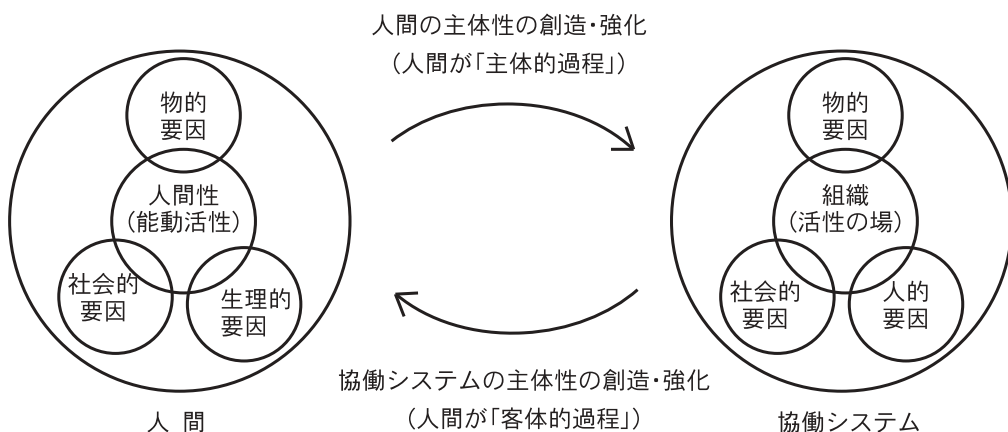 人間の主体性の創造・強化
(人間が「主体的過程」)
物的
要因
人間性
(能動活性)
社会的
要因
生理的
要因
人 間
物的
要因
組織
(活性の場)
社会的
要因
人的
要因
協働システム
協働システムの主体性の創造・強化
(人間が「客体的過程」)